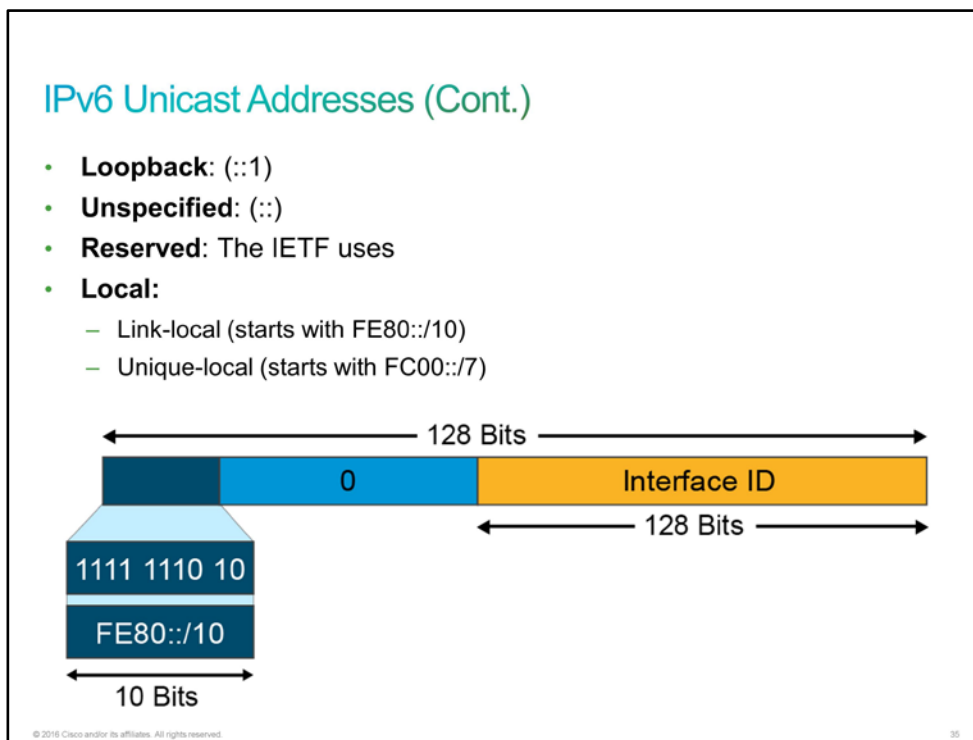 IPv6 Unicast Addresses (Cont.)
• Loopback: (::1)
• Unspecified: (::)
• Reserved: The IETF uses
• Local:
– Link-local (starts with FE80::/10)
– Unique-local (starts with FC00::/7)
128 Bits
0 Interface ID
128 Bits
1111 1110 10
FE80::/10
10 Bits
© 2016 Cisco and/or its affiliates. All rights reserved. 35